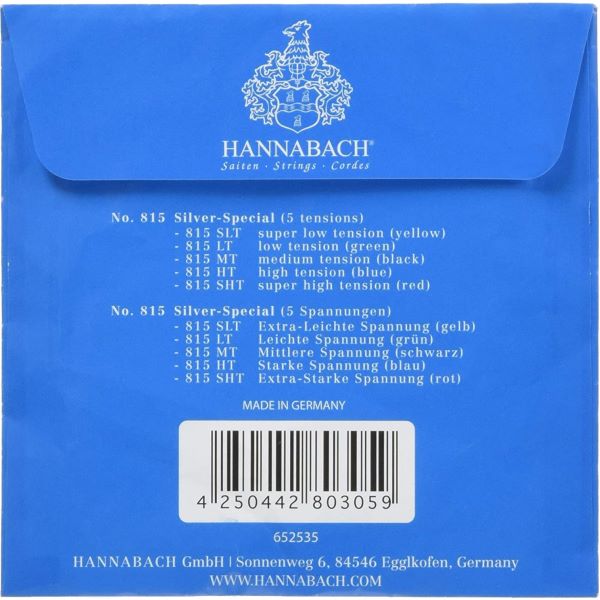 HANNABACH®
Saiten · Strings · Cordes
No. 815 Silver-Special (5 tensions)
- 815 SLT super low tension (yellow)
- 815 LT low tension (green)
- 815 MT medium tension (black)
- 815 HT high tension (blue)
- 815 SHT super high tension (red)
No. 815 Silver-Special (5 Spannungen)
- 815 SLT Extra-Leichte Spannung (gelb)
- 815 LT Leichte Spannung (grün)
- 815 MT Mittlere Spannung (schwarz)
- 815 HT Starke Spannung (blau)
- 815 SHT Extra-Starke Spannung (rot)
MADE IN GERMANY
4 250442 803059
652535
HANNABACH GmbH | Sonnenweg 6, 84546 Egglkofen, Germany
WWW.HANNABACH.COM